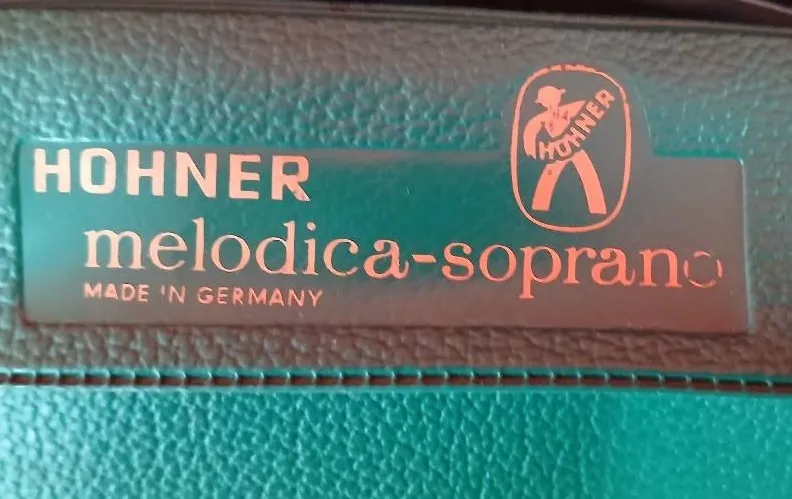 HOHNER
HOHNER
melodica-soprano
MADE IN GERMANY